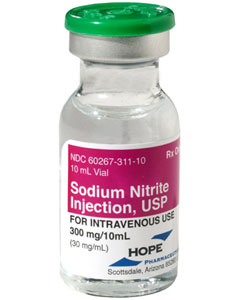 NDC 60267-311-10
10 mL Vial
Rx
Sodium Nitrite
Injection, USP
FOR INTRAVENOUS USE
300 mg/10mL
(30 mg/mL)
HOPE
Scottsdale, Arizona